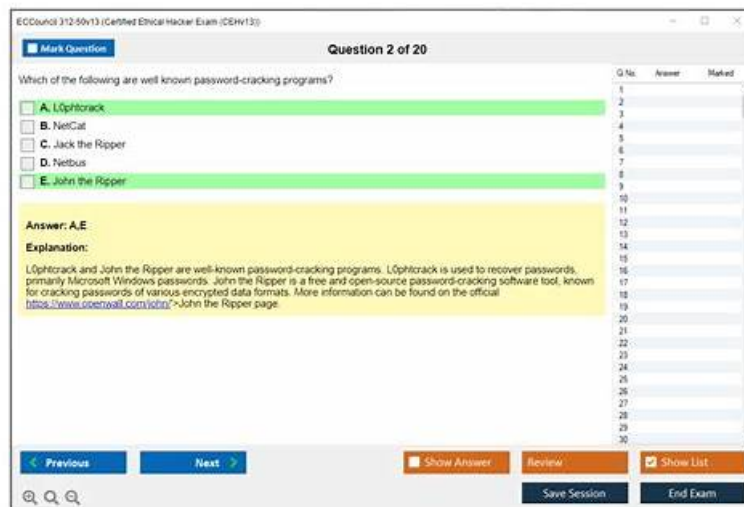 ECCouncil 312-50v13 (Certified Ethical Hacker Exam (CEHv13))
Mark Question
Question 2 of 20
Which of the following are well known password-cracking programs?
A. L0phtcrack
B. NetCat
C. Jack the Ripper
D. Netbus
E. John the Ripper
Answer: A,E
Explanation:
L0phtcrack and John the Ripper are well-known password-cracking programs. L0phtcrack is used to recover passwords,
primarily Microsoft Windows passwords. John the Ripper is a free and open-source password-cracking software tool, known
for cracking passwords of various encrypted data formats. More information can be found on the official
https://www.openwall.com/john/">John the Ripper page.
Q No. Answer Marked
1
2
3
4
5
6
7
8
9
10
11
12
13
14
15
16
17
18
19
20
21
22
23
24
25
26
27
28
29
30
Previous
Next
Show Answer
Review
Show List
Save Session
End Exam